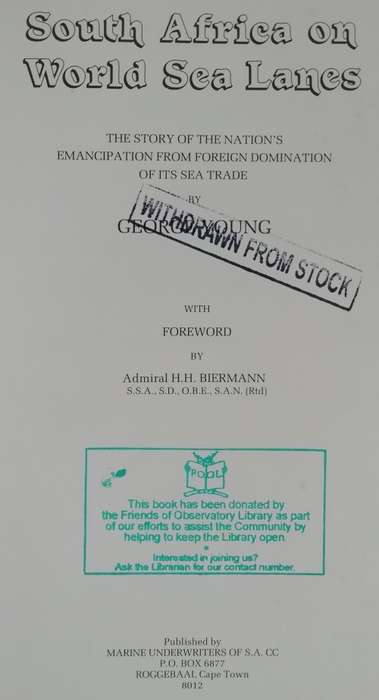 South Africa on
World Sea Lanes
THE STORY OF THE NATION'S
EMANCIPATION FROM FOREIGN DOMINATION
OF ITS SEA TRADE
BY
GEORGE YOUNG
WITHDRAWN FROM STOCK
WITH
FOREWORD
BY
Admiral H.H. BIERMANN
S.S.A., S.D., O.B.E., S.A.N. (Rtd)
FOOL
This book has been donated by
the Friends of Observatory Library as part
of our efforts to assist the Community by
helping to keep the Library open.
*
Interested in joining us?
Ask the Librarian for our contact number.
Published by
MARINE UNDERWRITERS OF S.A. CC
P.O. BOX 6877
ROGGEBAAL Cape Town
8012